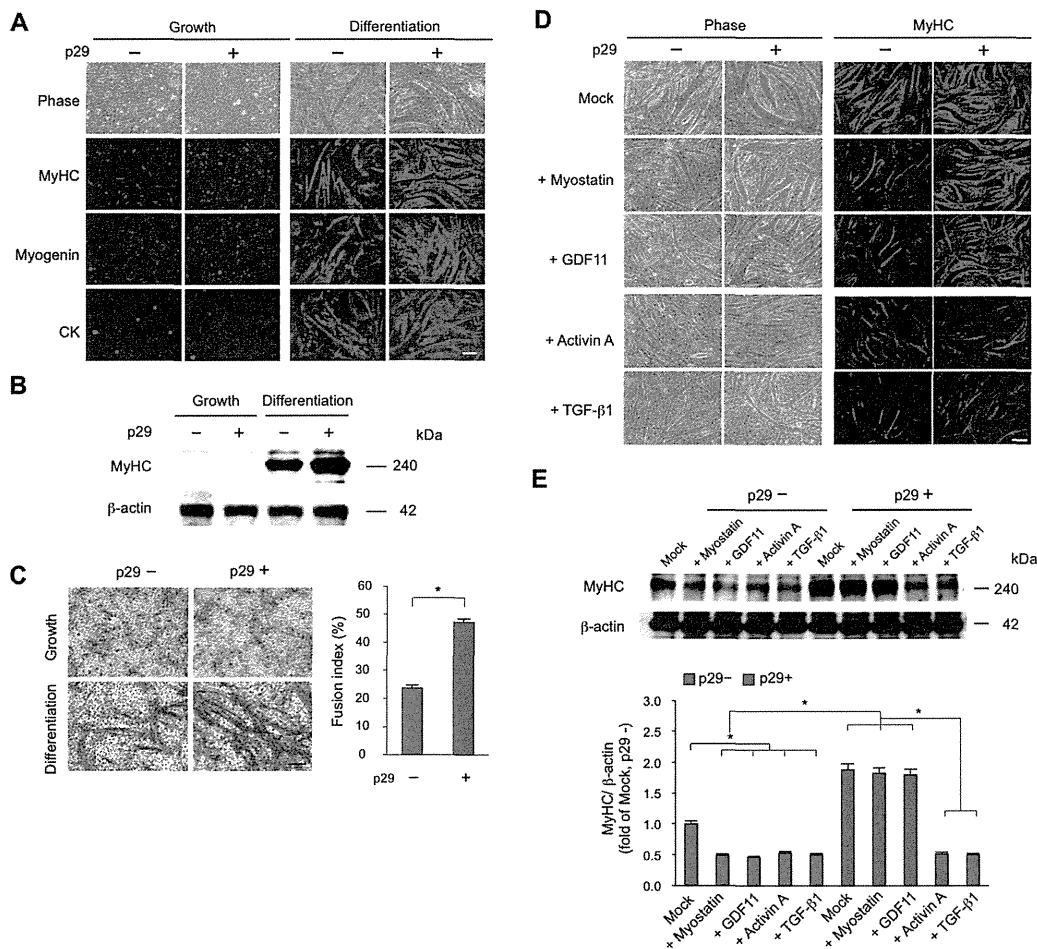 A
Growth Differentiation
p29 – + – +
Phase
MyHC
Myogenin
CK
B
Growth Differentiation
p29 – + – + kDa
MyHC — 240
β-actin — 42
C
p29 – p29 +
Growth
Differentiation
Fusion index (%)
60
50
40
30
20
10
0
*
p29 – +
D
Phase MyHC
p29 – + – +
Mock
+ Myostatin
+ GDF11
+ Activin A
+ TGF-β1
E
p29 – p29 +
Mock + Myostatin + GDF11 + Activin A + TGF-β1 Mock + Myostatin + GDF11 + Activin A + TGF-β1
kDa
MyHC — 240
β-actin — 42
p29– p29+
MyHC/ β-actin
(fold of Mock, p29 -)
3.0
2.5
2.0
1.5
1.0
0.5
0.0
* * *
Mock + Myostatin + GDF11 + Activin A + TGF-β1 Mock + Myostatin + GDF11 + Activin A + TGF-β1